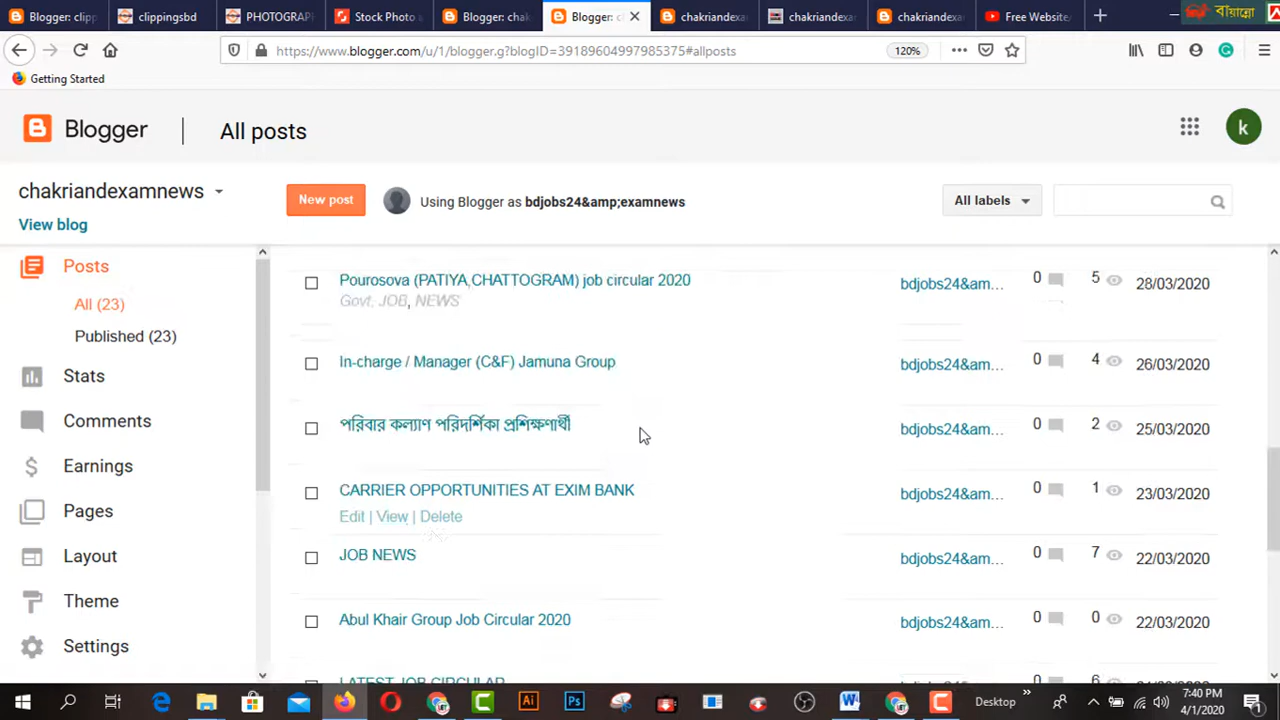 Blogger: clipp
clippingsbd
PHOTOGRAP
Stock Photo a
Blogger: chak
Blogger: c
chakriandexa
chakriandexa
chakriandexa
Free Website
বায়ান্নো
https://www.blogger.com/u/1/blogger.g?blogID=39189604997985375#allposts
120%
Getting Started
Blogger
All posts
chakriandexamnews
View blog
New post
Using Blogger as bdjobs24&amp;examnews
All labels
Posts
All (23)
Published (23)
Stats
Comments
Earnings
Pages
Layout
Theme
Settings
Pourosova (PATIYA,CHATTOGRAM) job circular 2020
Govt, JOB, NEWS
bdjobs24&am... 0 5 28/03/2020
In-charge / Manager (C&F) Jamuna Group
bdjobs24&am... 0 4 26/03/2020
পরিবার কল্যাণ পরিদর্শিকা প্রশিক্ষণার্থী
bdjobs24&am... 0 2 25/03/2020
CARRIER OPPORTUNITIES AT EXIM BANK
Edit | View | Delete
bdjobs24&am... 0 1 23/03/2020
JOB NEWS
bdjobs24&am... 0 7 22/03/2020
Abul Khair Group Job Circular 2020
bdjobs24&am... 0 0 22/03/2020
LATEST JOB CIRCULAR
Desktop
7:40 PM
4/1/2020